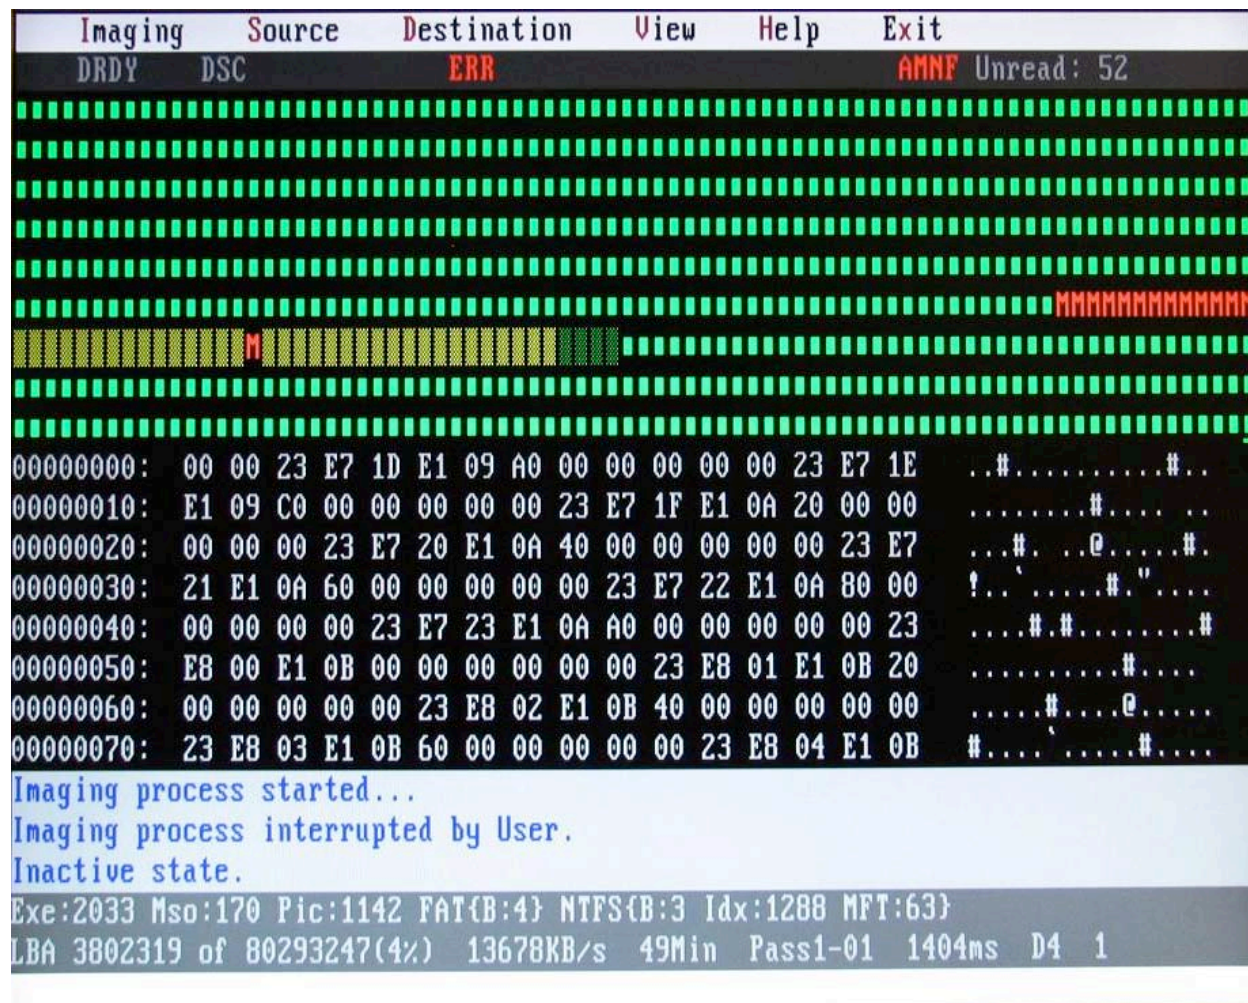 Imaging Source Destination View Help Exit
DRDY DSC ERR AMNF Unread: 52
MMMMMMMMMMMMM
M
00000000: 00 00 23 E7 1D E1 09 A0 00 00 00 00 00 23 E7 1E ..#..........#..
00000010: E1 09 C0 00 00 00 00 00 23 E7 1F E1 0A 20 00 00 ........#.... ..
00000020: 00 00 00 23 E7 20 E1 0A 40 00 00 00 00 00 23 E7 ...#. ..@.....#.
00000030: 21 E1 0A 60 00 00 00 00 00 23 E7 22 E1 0A 80 00 !..`.....#."....
00000040: 00 00 00 00 23 E7 23 E1 0A A0 00 00 00 00 00 23 ....#.#........#
00000050: E8 00 E1 0B 00 00 00 00 00 00 23 E8 01 E1 0B 20 ..........#....
00000060: 00 00 00 00 00 23 E8 02 E1 0B 40 00 00 00 00 00 .....#....@.....
00000070: 23 E8 03 E1 0B 60 00 00 00 00 00 23 E8 04 E1 0B #....`.....#....
Imaging process started...
Imaging process interrupted by User.
Inactive state.
Exe:2033 Mso:170 Pic:1142 FAT{B:4} NTFS{B:3 Idx:1288 MFT:63}
LBA 3802319 of 80293247(4%) 13678KB/s 49Min Pass1-01 1404ms D4 1